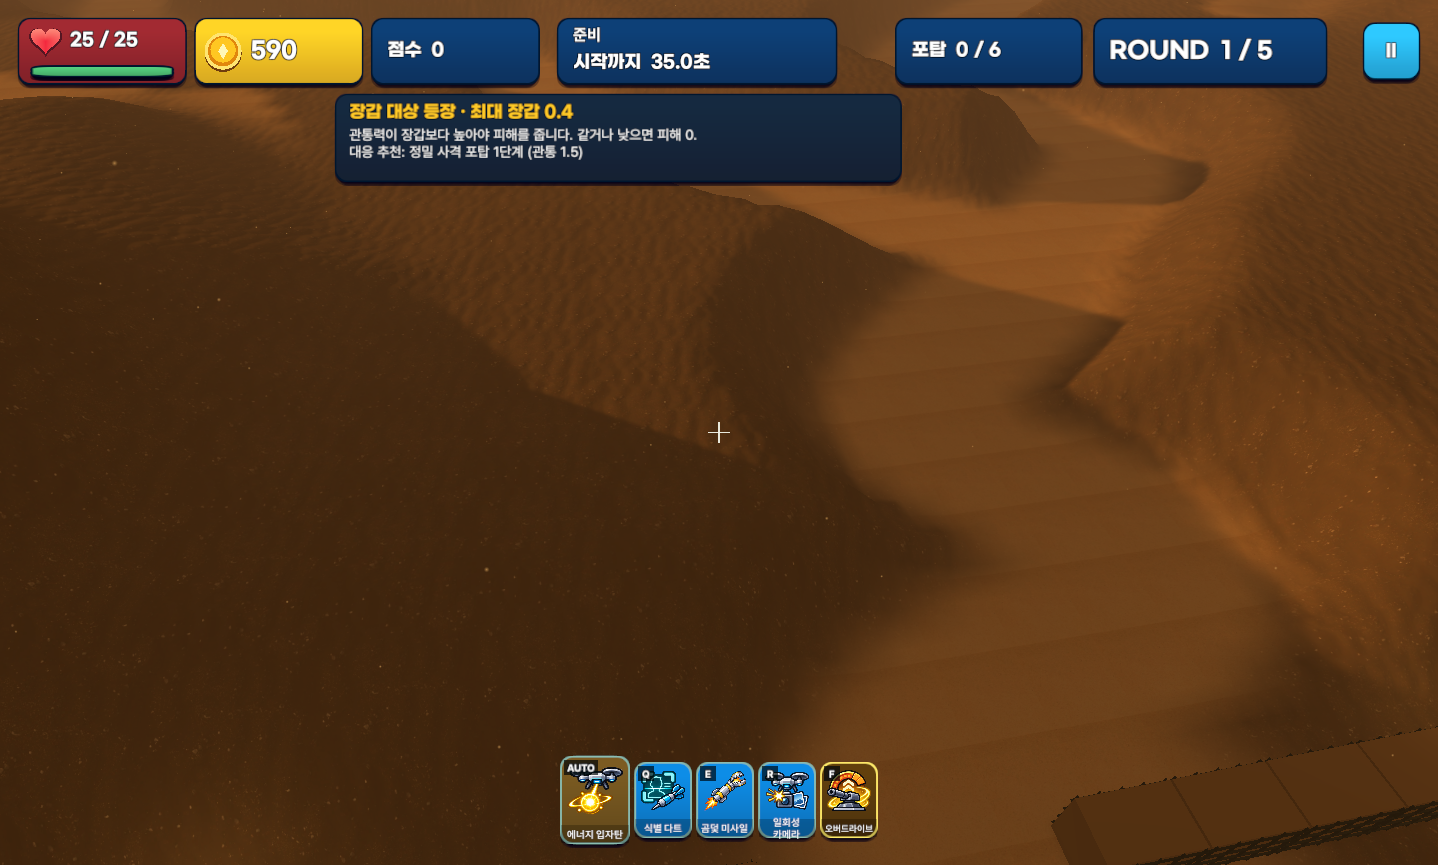 25 / 25
590
점수 0
준비
시작까지 35.0초
포탑 0 / 6
ROUND 1 / 5
장갑 대상 등장 · 최대 장갑 0.4
관통력이 장갑보다 높아야 피해를 줍니다. 같거나 낮으면 피해 0.
대응 추천: 정밀 사격 포탑 1단계 (관통 1.5)
AUTO
에너지 입자탄
Q
식별 다트
E
곰덫 미사일
R
일회성
카메라
F
오버드라이브